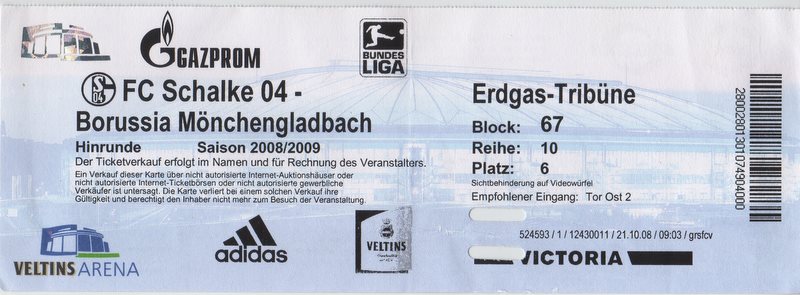 GAZPROM
BUNDES
LIGA
S
04
FC Schalke 04 -
Borussia Mönchengladbach
Hinrunde Saison 2008/2009
Der Ticketverkauf erfolgt im Namen und für Rechnung des Veranstalters.
Ein Verkauf dieser Karte über nicht autorisierte Internet-Auktionshäuser oder
nicht autorisierte Internet-Ticketbörsen oder nicht autorisierte gewerbliche
Verkäufer ist untersagt. Die Karte verliert bei einem solchen Verkauf ihre
Gültigkeit und berechtigt den Inhaber nicht mehr zum Besuch der Veranstaltung.
VELTINS ARENA
adidas
VELTINS
Erdgas-Tribüne
Block: 67
Reihe: 10
Platz: 6
Sichtbehinderung auf Videowürfel
Empfohlener Eingang: Tor Ost 2
524593 / 1 / 12430011 / 21.10.08 / 09:03 / grsfcv
VICTORIA
28002801301074904000